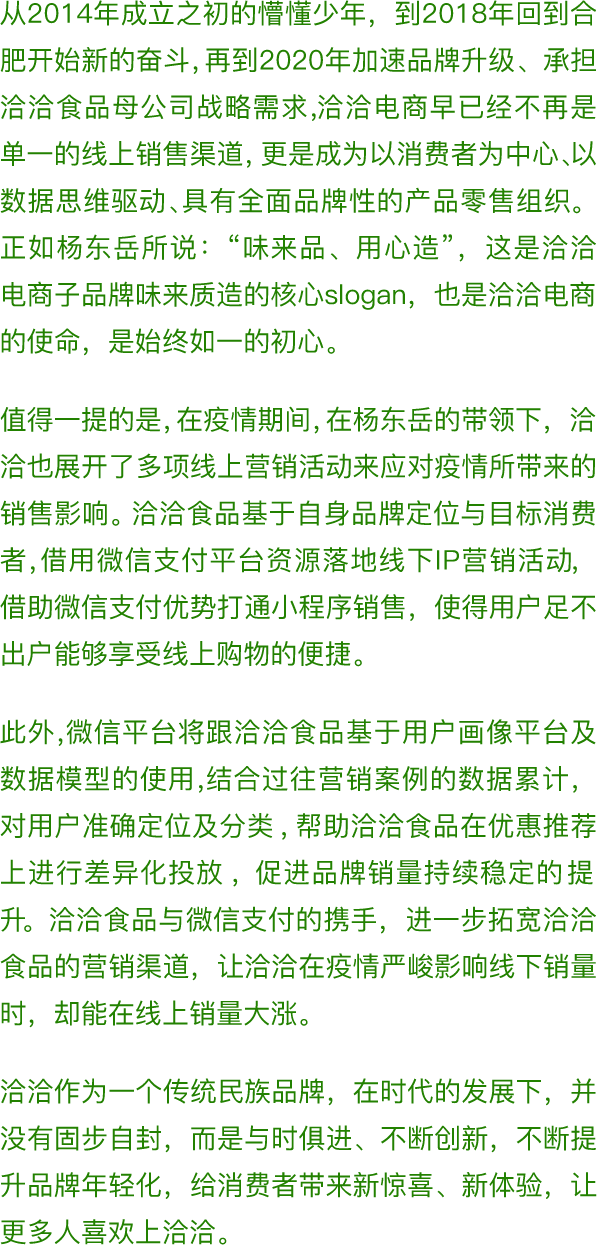 从2014年成立之初的懵懂少年，到2018年回到合
肥开始新的奋斗，再到2020年加速品牌升级、承担
洽洽食品母公司战略需求,洽洽电商早已经不再是
单一的线上销售渠道，更是成为以消费者为中心、以
数据思维驱动、具有全面品牌性的产品零售组织。
正如杨东岳所说：“味来品、用心造”，这是洽洽
电商子品牌味来质造的核心slogan，也是洽洽电商
的使命，是始终如一的初心。
值得一提的是，在疫情期间，在杨东岳的带领下，洽
洽也展开了多项线上营销活动来应对疫情所带来的
销售影响。洽洽食品基于自身品牌定位与目标消费
者，借用微信支付平台资源落地线下IP营销活动，
借助微信支付优势打通小程序销售，使得用户足不
出户能够享受线上购物的便捷。
此外,微信平台将跟洽洽食品基于用户画像平台及
数据模型的使用,结合过往营销案例的数据累计，
对用户准确定位及分类，帮助洽洽食品在优惠推荐
上进行差异化投放，促进品牌销量持续稳定的提
升。洽洽食品与微信支付的携手，进一步拓宽洽洽
食品的营销渠道，让洽洽在疫情严峻影响线下销量
时，却能在线上销量大涨。
洽洽作为一个传统民族品牌，在时代的发展下，并
没有固步自封，而是与时俱进、不断创新，不断提
升品牌年轻化，给消费者带来新惊喜、新体验，让
更多人喜欢上洽洽。